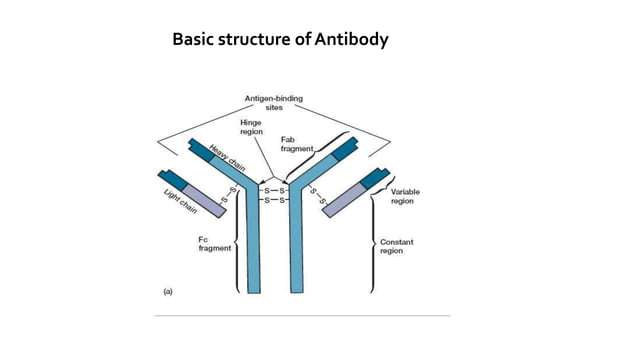 Basic structure of Antibody
Antigen-binding
sites
Hinge
region
Fab
fragment
Heavy chain
Light chain
S–S
–S–S–
–S–S–
S–S
Variable
region
Fc
fragment
Constant
region
(a)